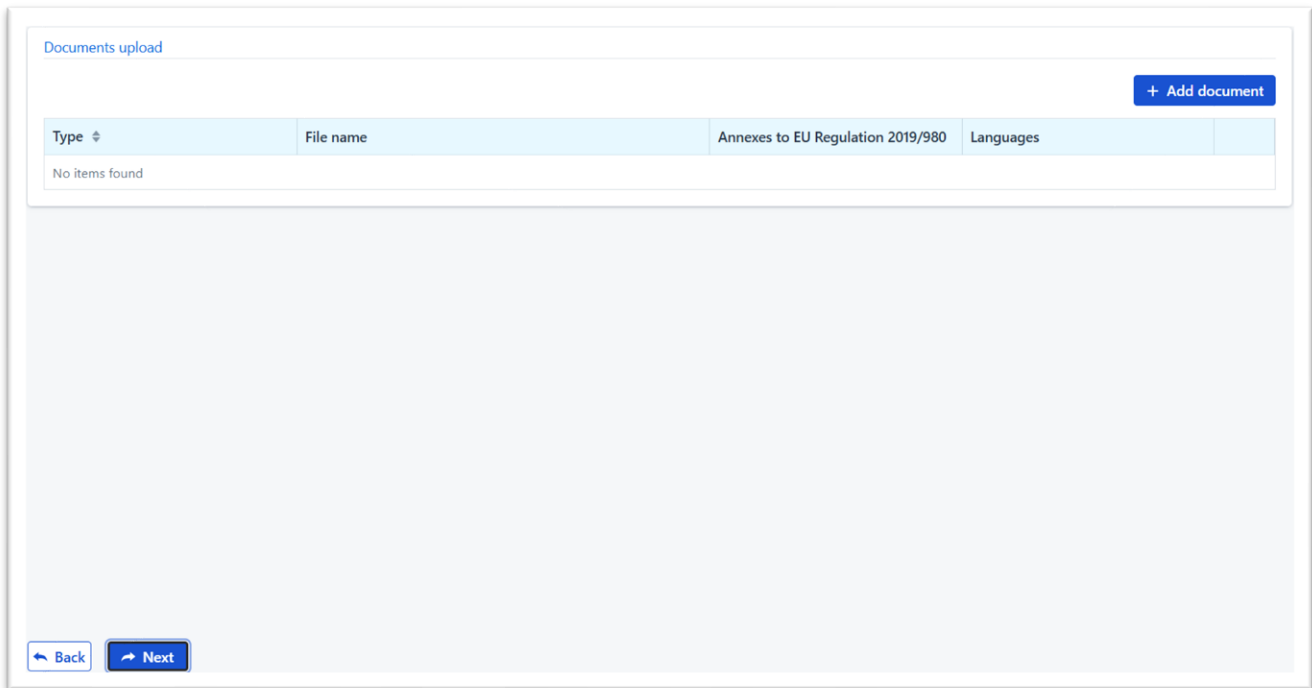 Documents upload
+ Add document
Type File name Annexes to EU Regulation 2019/980 Languages
No items found
Back Next